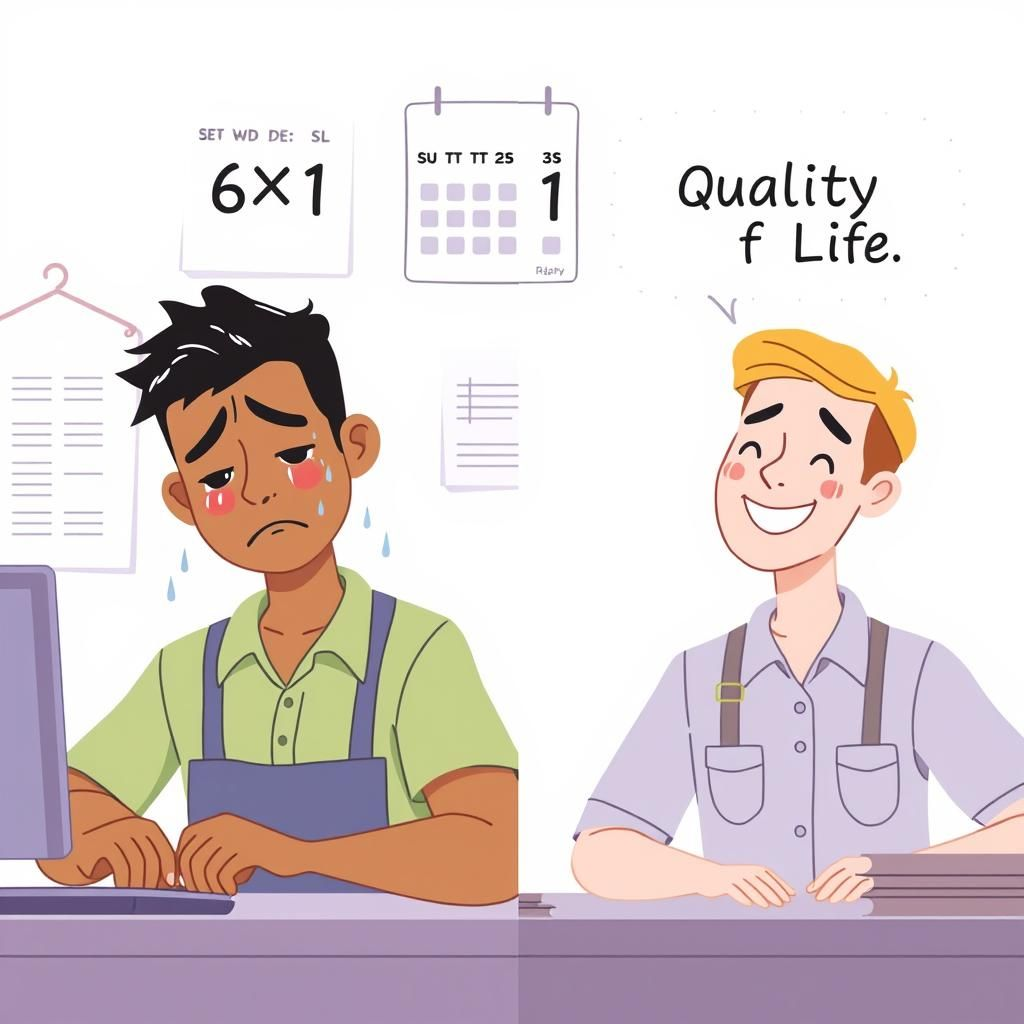 SET WD DE: SL
6×1
SU TT TT 2S 3S
1
Quality
f Life.